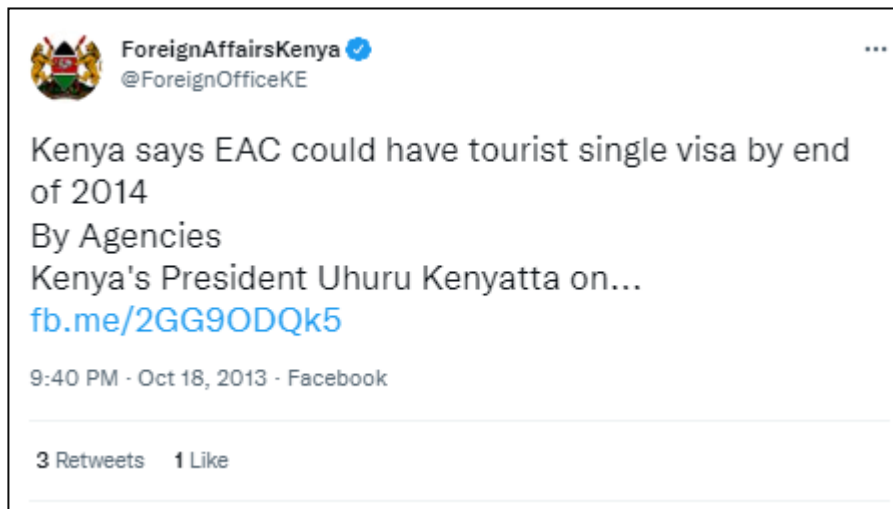 ForeignAffairsKenya
@ForeignOfficeKE
Kenya says EAC could have tourist single visa by end
of 2014
By Agencies
Kenya's President Uhuru Kenyatta on...
fb.me/2GG9ODQk5
9:40 PM · Oct 18, 2013 · Facebook
3 Retweets 1 Like